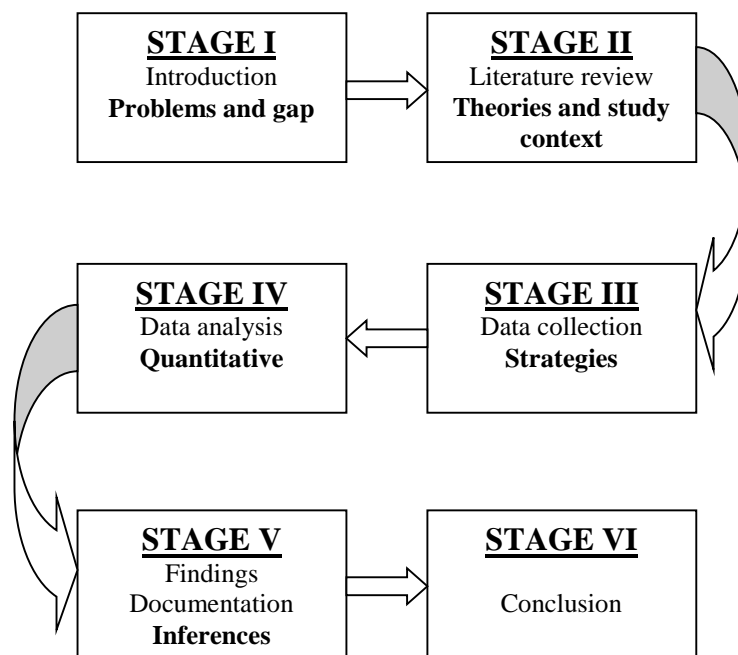 STAGE I
Introduction
Problems and gap
STAGE II
Literature review
Theories and study
context
STAGE III
Data collection
Strategies
STAGE IV
Data analysis
Quantitative
STAGE V
Findings
Documentation
Inferences
STAGE VI
Conclusion